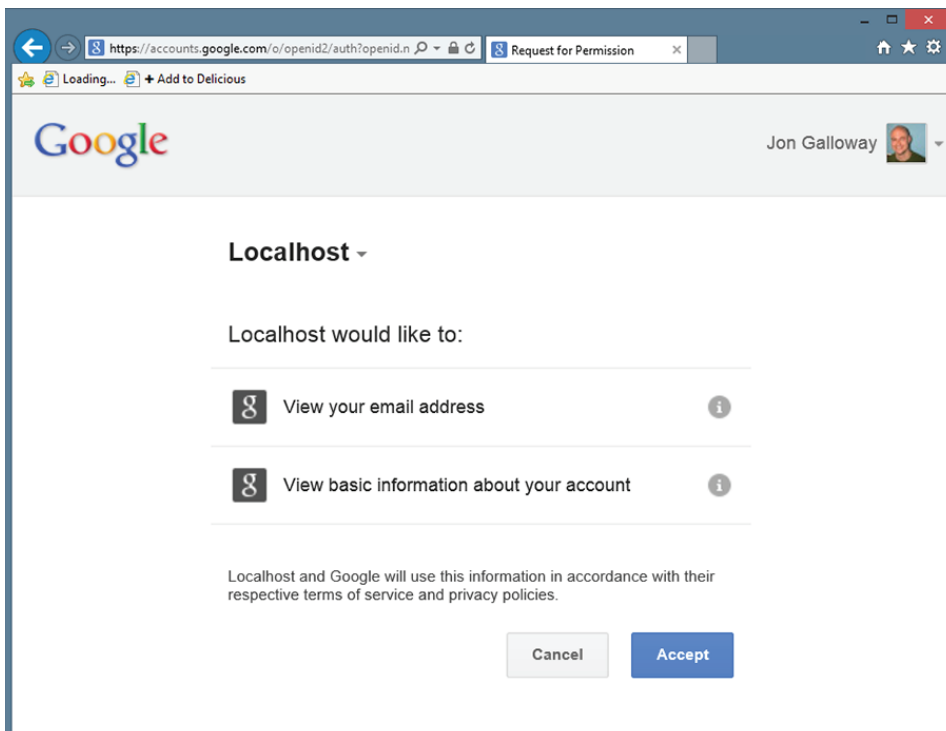 https://accounts.google.com/o/openid2/auth?openid.n
Request for Permission
Loading... + Add to Delicious
Google
Jon Galloway
Localhost
Localhost would like to:
View your email address
View basic information about your account
Localhost and Google will use this information in accordance with their
respective terms of service and privacy policies.
Cancel Accept